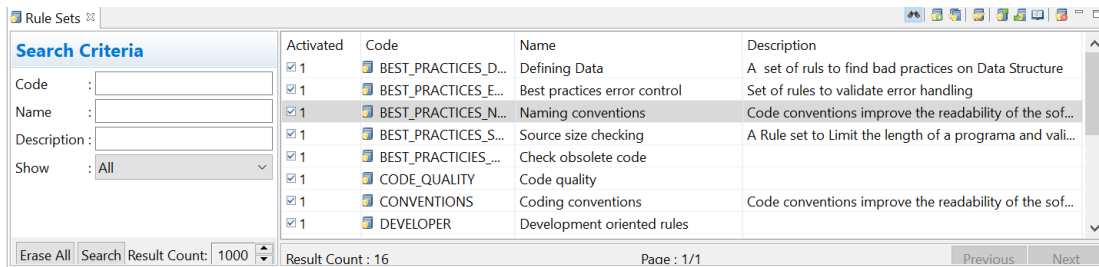 Rule Sets
Search Criteria
Code :
Name :
Description :
Show : All
Erase All Search Result Count: 1000
Activated Code Name Description
1 BEST_PRACTICES_D... Defining Data A set of ruls to find bad practices on Data Structure
1 BEST_PRACTICES_E... Best practices error control Set of rules to validate error handling
1 BEST_PRACTICES_N... Naming conventions Code conventions improve the readability of the sof...
1 BEST_PRACTICES_S... Source size checking A Rule set to Limit the length of a programa and vali...
1 BEST_PRACTICIES_... Check obsolete code
1 CODE_QUALITY Code quality
1 CONVENTIONS Coding conventions Code conventions improve the readability of the sof...
1 DEVELOPER Development oriented rules
Result Count : 16 Page : 1/1 Previous Next